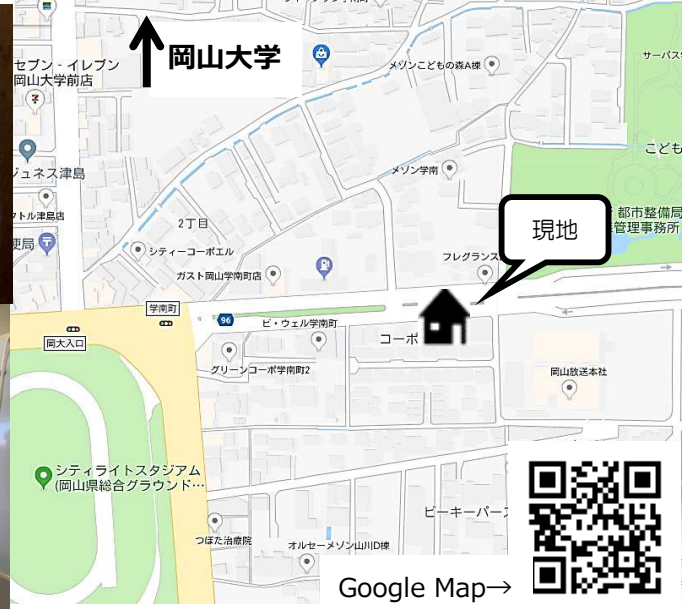 岡山大学
セブン - イレブン
岡山大学前店
メゾンこどもの森A棟
サーパス
こども
ジュネス津島
メゾン学南
クトル津島店
2丁目
現地
都市整備局
管理事務所
便局
シティーコーポエル
フレグランス
ガスト岡山学南町店
学南町
96
ビ・ウェル学南町
岡大入口
コーポ
グリーンコーポ学南町2
岡山放送本社
シティライトスタジアム
(岡山県総合グラウンド…
ビーキーパー
つぼた治療院
オルセーメゾン山川D棟
Google Map→